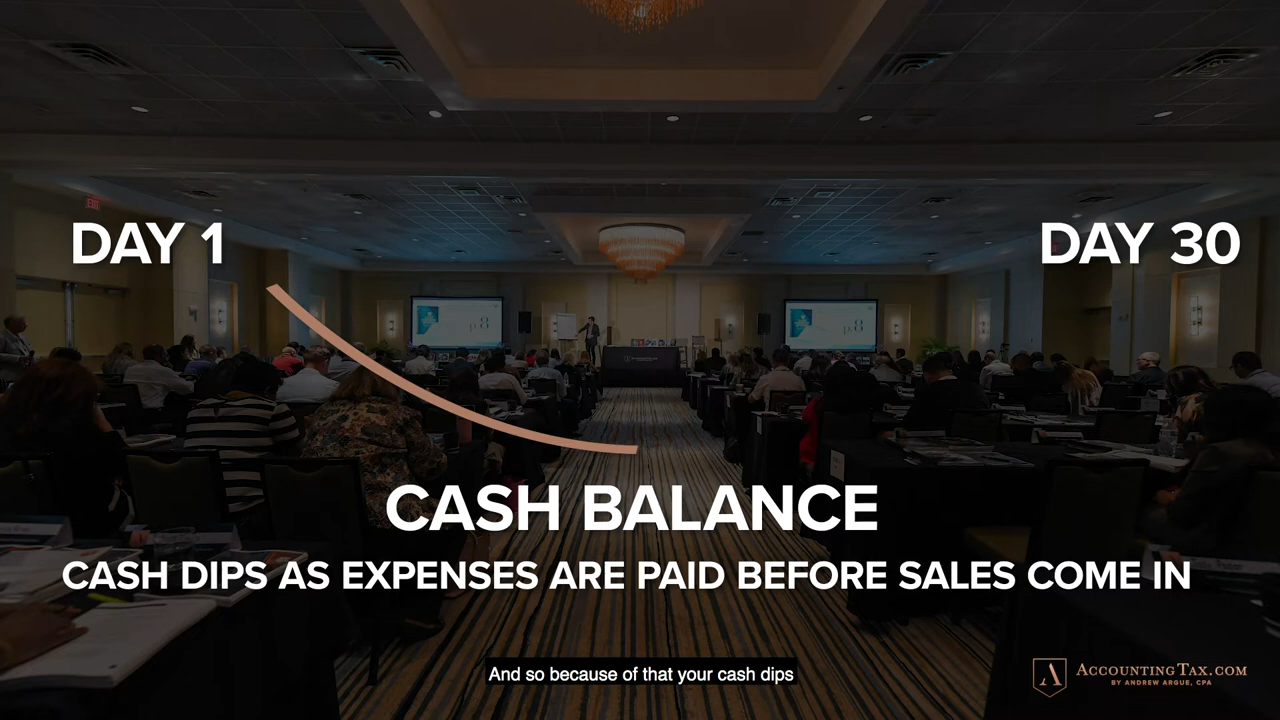 EXIT
DAY 1
DAY 30
CASH BALANCE
CASH DIPS AS EXPENSES ARE PAID BEFORE SALES COME IN
And so because of that your cash dips
A
ACCOUNTINGTAX.COM
BY ANDREW ARGUE, CPA